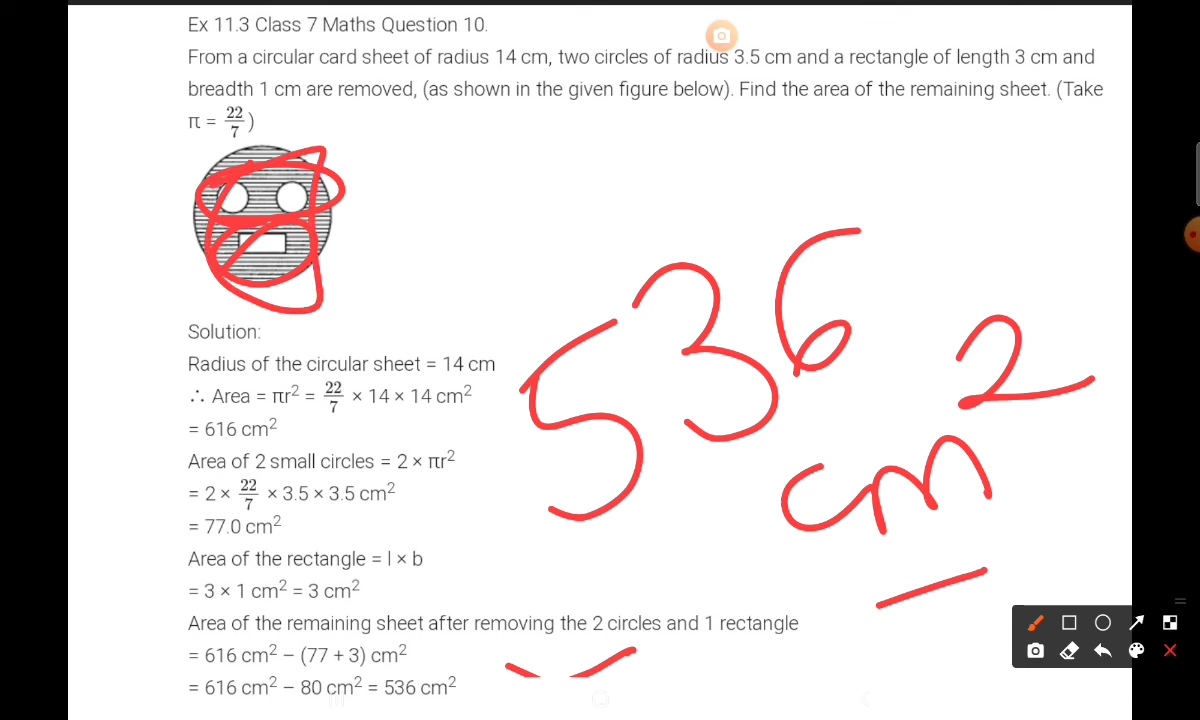 Ex 11.3 Class 7 Maths Question 10.
From a circular card sheet of radius 14 cm, two circles of radius 3.5 cm and a rectangle of length 3 cm and
breadth 1 cm are removed, (as shown in the given figure below). Find the area of the remaining sheet. (Take
π = 22/7)
Solution:
Radius of the circular sheet = 14 cm
∴ Area = πr² = 22/7 × 14 × 14 cm²
= 616 cm²
Area of 2 small circles = 2 × πr²
= 2 × 22/7 × 3.5 × 3.5 cm²
= 77.0 cm²
Area of the rectangle = l × b
= 3 × 1 cm² = 3 cm²
Area of the remaining sheet after removing the 2 circles and 1 rectangle
= 616 cm² – (77 + 3) cm²
= 616 cm² – 80 cm² = 536 cm²
536
cm²